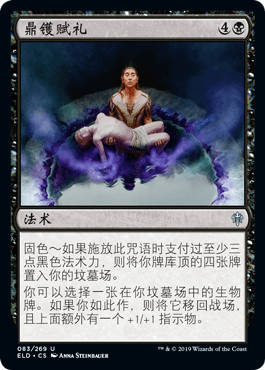 鼎镬赋礼
4
法术
固色～如果施放此咒语时支付过至少三
点黑色法术力，则将你牌库顶的四张牌
置入你的坟墓场。
你可以选择一张在你坟墓场中的生物
牌。如果你如此作，则将它移回战场，
且上面额外有一个 +1/+1 指示物。
083/269 U
ELD • CS Anna Steinbauer
™ & © 2019 Wizards of the Coast